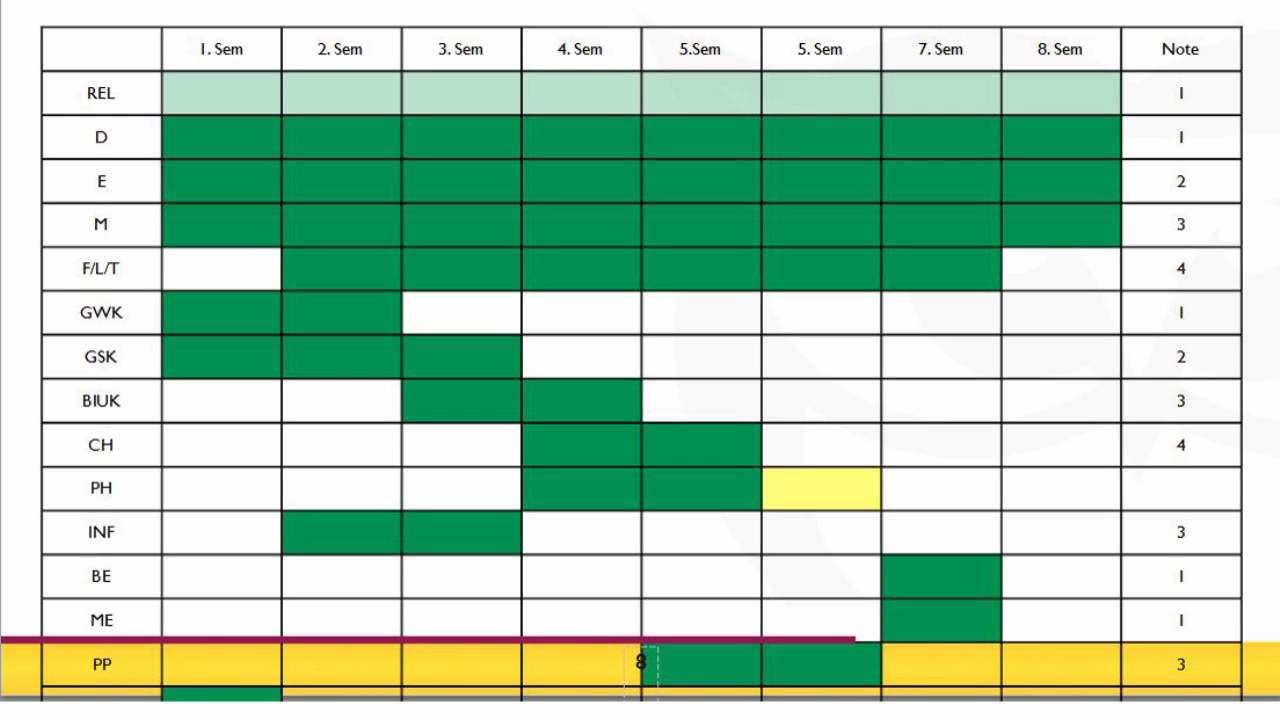 1. Sem 2. Sem 3. Sem 4. Sem 5.Sem 5. Sem 7. Sem 8. Sem Note
REL 1
D 1
E 2
M 3
F/L/T 4
GWK 1
GSK 2
BIUK 3
CH 4
PH
INF 3
BE 1
ME 1
PP 8 3